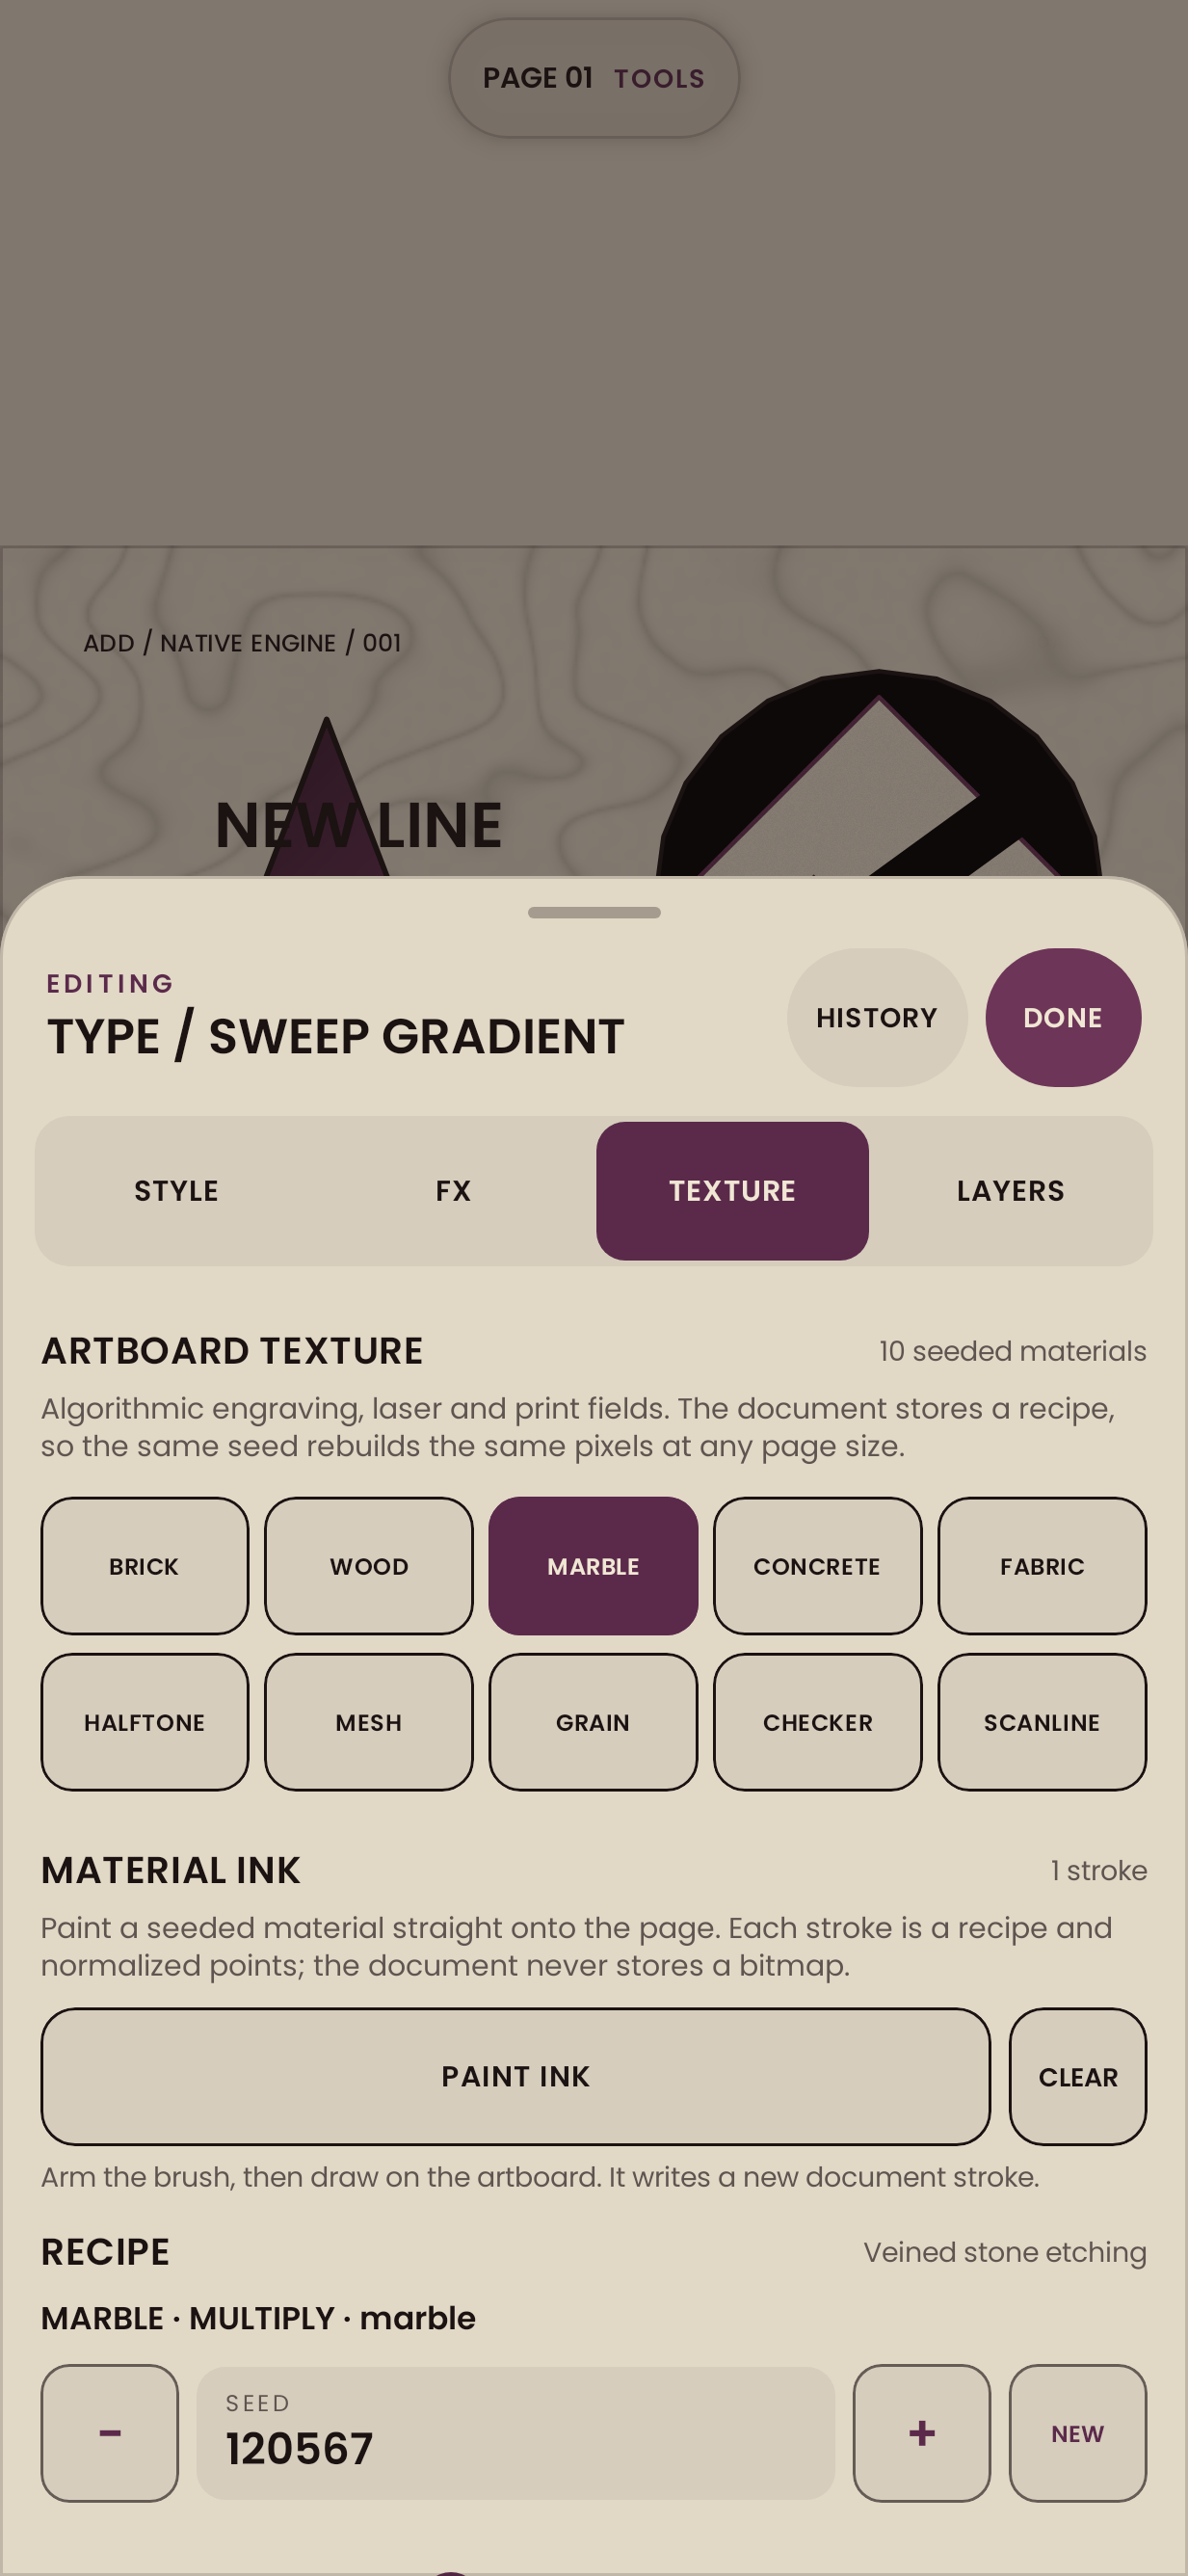 PAGE 01 TOOLS
ADD / NATIVE ENGINE / 001
NEW LINE
EDITING
TYPE / SWEEP GRADIENT
HISTORY
DONE
STYLE
FX
TEXTURE
LAYERS
ARTBOARD TEXTURE
10 seeded materials
Algorithmic engraving, laser and print fields. The document stores a recipe,
so the same seed rebuilds the same pixels at any page size.
BRICK
WOOD
MARBLE
CONCRETE
FABRIC
HALFTONE
MESH
GRAIN
CHECKER
SCANLINE
MATERIAL INK
1 stroke
Paint a seeded material straight onto the page. Each stroke is a recipe and
normalized points; the document never stores a bitmap.
PAINT INK
CLEAR
Arm the brush, then draw on the artboard. It writes a new document stroke.
RECIPE
Veined stone etching
MARBLE · MULTIPLY · marble
-
SEED
120567
+
NEW